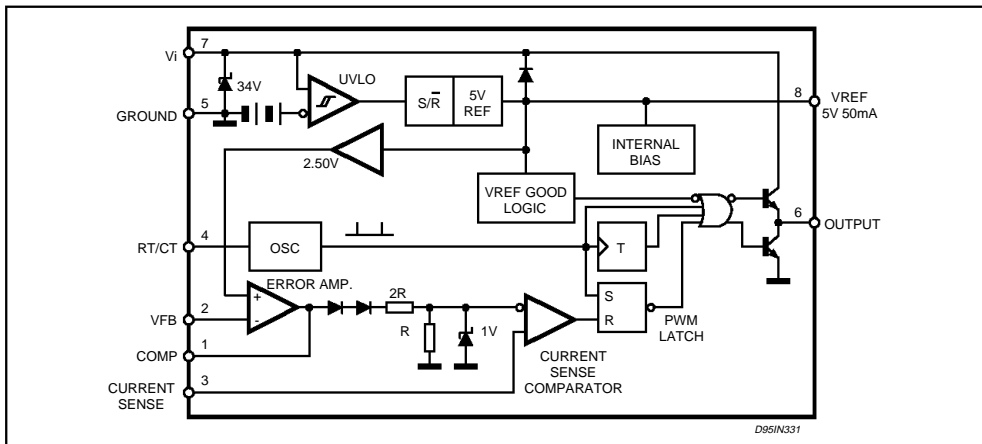 7
Vi
UVLO
34V
S/R̅
5V
REF
8
VREF
5V 50mA
5
GROUND
INTERNAL
BIAS
2.50V
VREF GOOD
LOGIC
6
OUTPUT
4
RT/CT
OSC
T
ERROR AMP.
2R
+
S
2
VFB
-
R
1V
R
PWM
LATCH
1
COMP
CURRENT
SENSE
COMPARATOR
3
CURRENT
SENSE
D95IN331